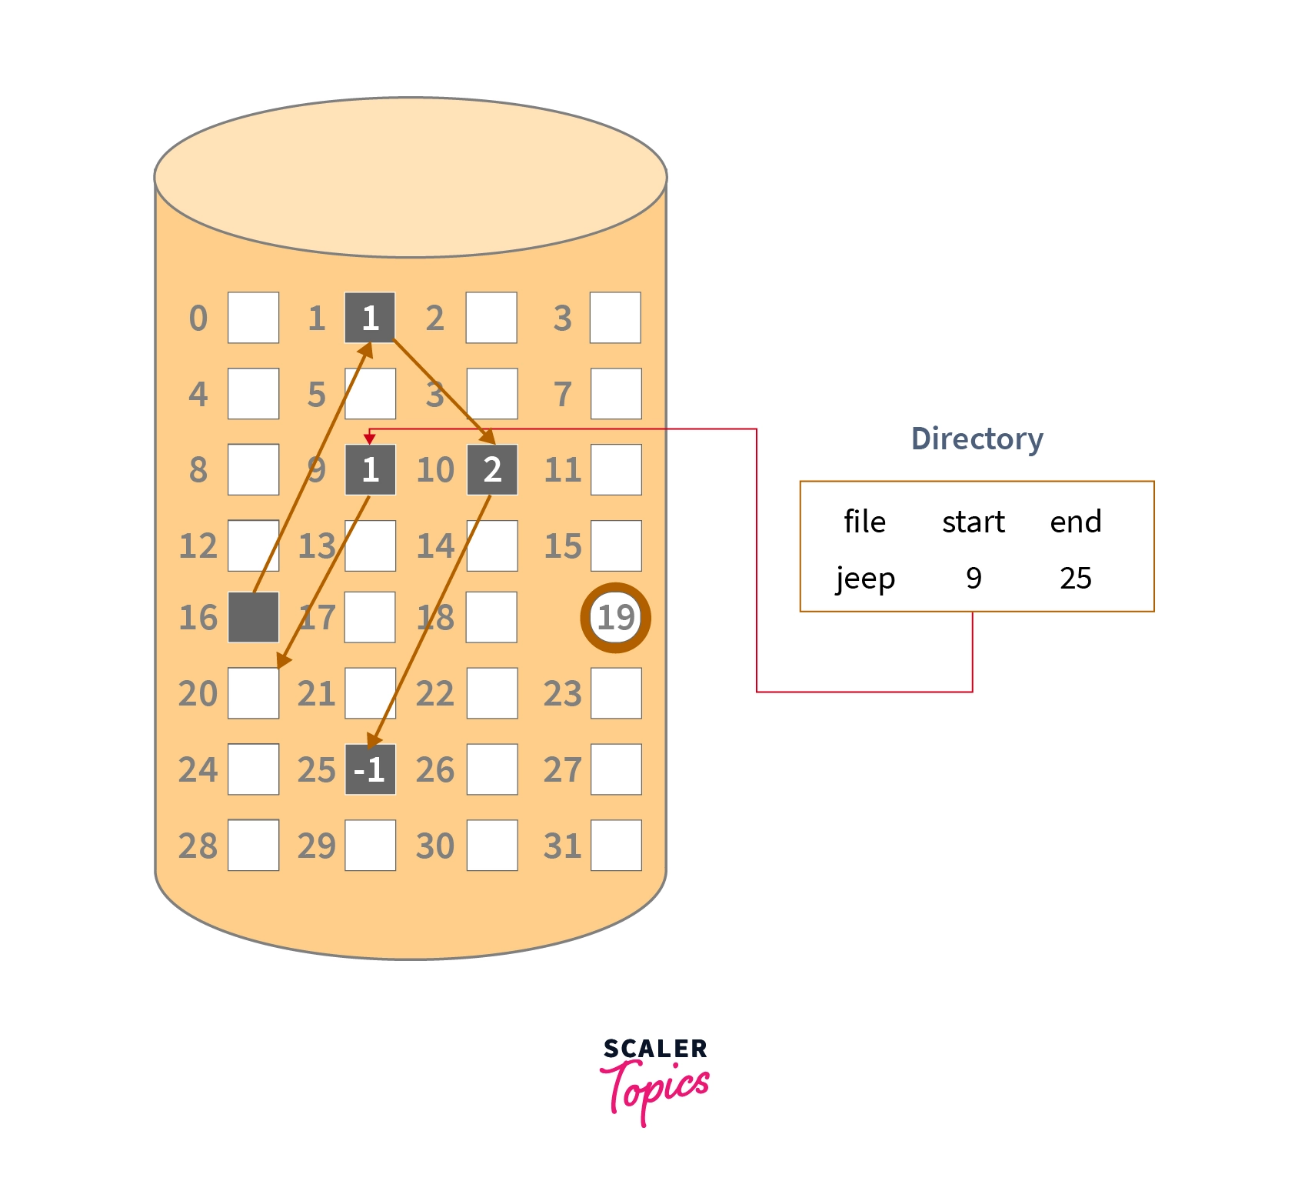 0 1 1 2 3
4 5 3 7
Directory
8 9 1 10 2 11
file start end
jeep 9 25
12 13 14 15
16 17 18 19
20 21 22 23
24 25 -1 26 27
28 29 30 31
SCALER
Topics